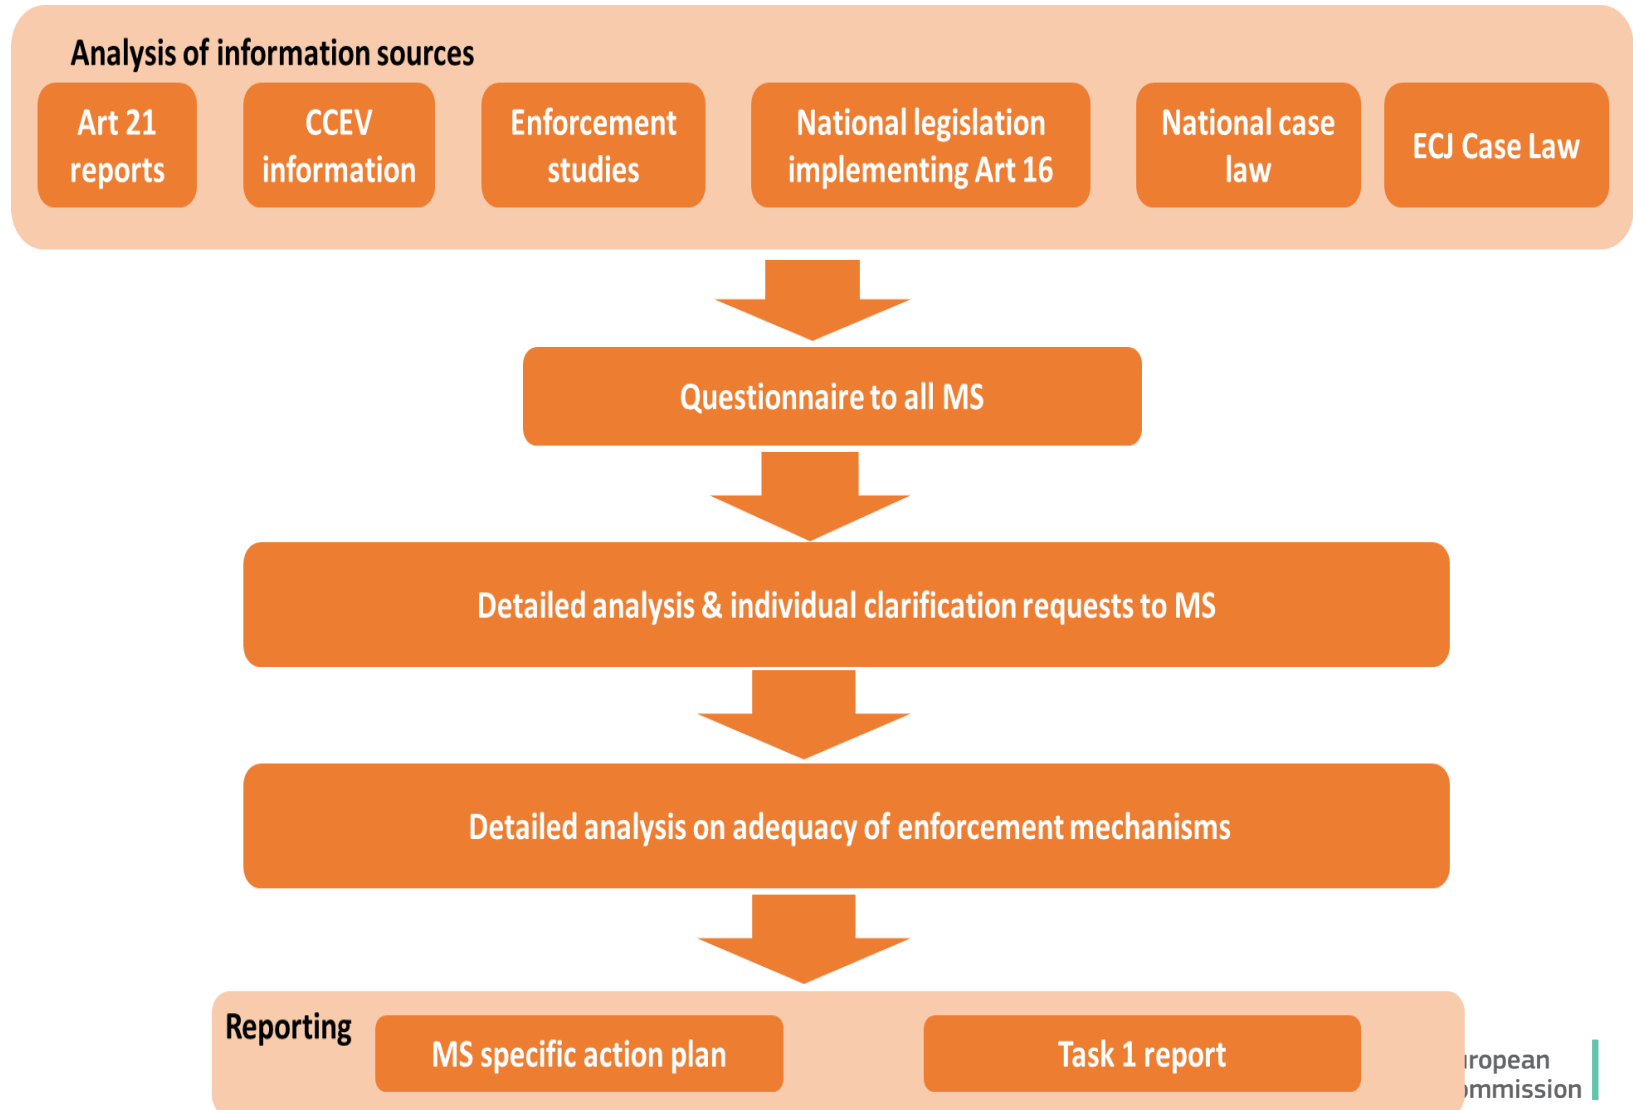 Analysis of information sources
Art 21
reports
CCEV
information
Enforcement
studies
National legislation
implementing Art 16
National case
law
ECJ Case Law
Questionnaire to all MS
Detailed analysis & individual clarification requests to MS
Detailed analysis on adequacy of enforcement mechanisms
Reporting
MS specific action plan
Task 1 report
uropean
ommission